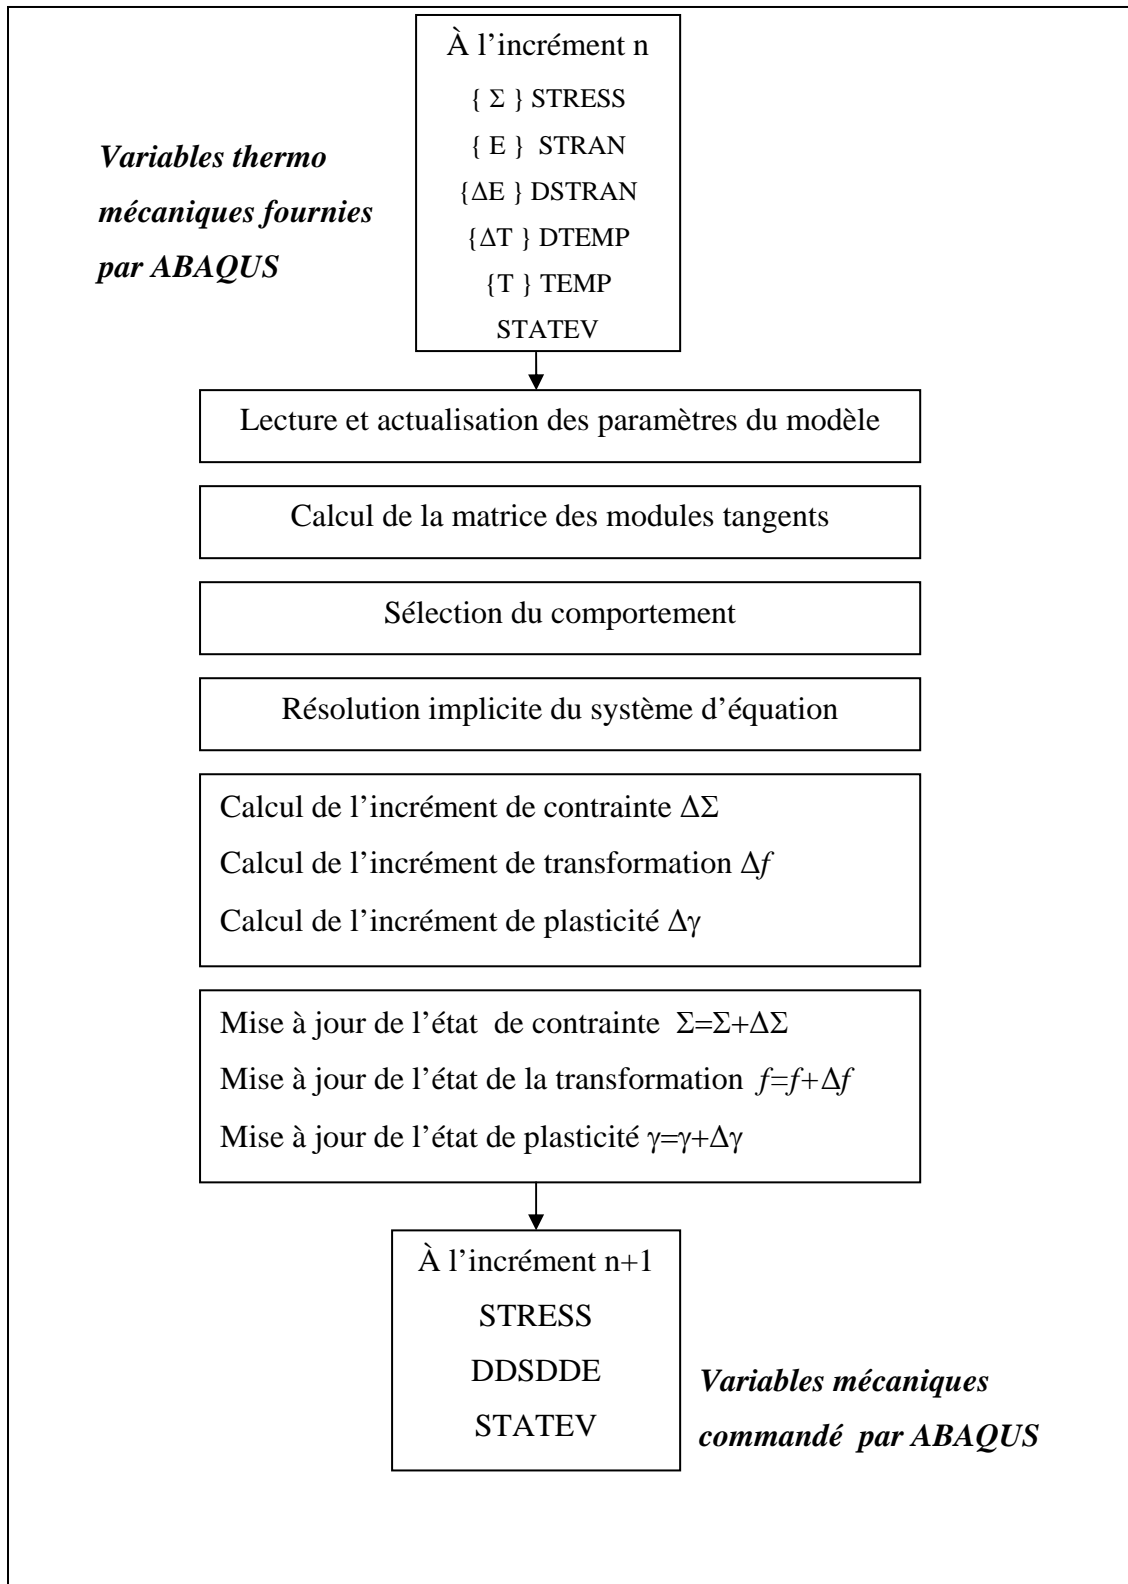 À l’incrément n
{ Σ } STRESS
{ E } STRAN
{ΔE } DSTRAN
{ΔT } DTEMP
{T } TEMP
STATEV
Variables thermo
mécaniques fournies
par ABAQUS
Lecture et actualisation des paramètres du modèle
Calcul de la matrice des modules tangents
Sélection du comportement
Résolution implicite du système d’équation
Calcul de l’incrément de contrainte ΔΣ
Calcul de l’incrément de transformation Δf
Calcul de l’incrément de plasticité Δγ
Mise à jour de l’état de contrainte Σ=Σ+ΔΣ
Mise à jour de l’état de la transformation f=f+Δf
Mise à jour de l’état de plasticité γ=γ+Δγ
À l’incrément n+1
STRESS
DDSDDE
STATEV
Variables mécaniques
commandé par ABAQUS